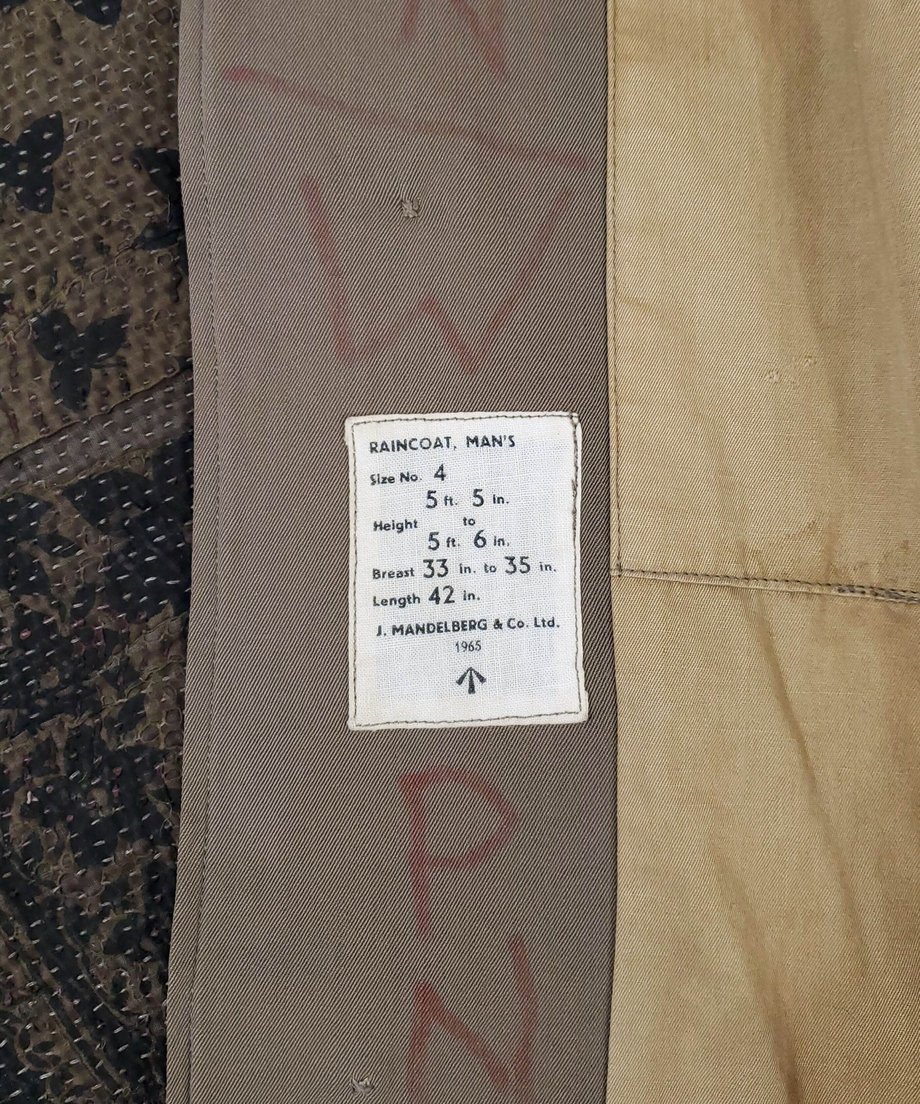 W
RAINCOAT, MAN'S
Size No. 4
5 ft. 5 in.
Height to
5 ft. 6 in.
Breast 33 in. to 35 in.
Length 42 in.
J. MANDELBERG & Co. Ltd.
1965
P
N